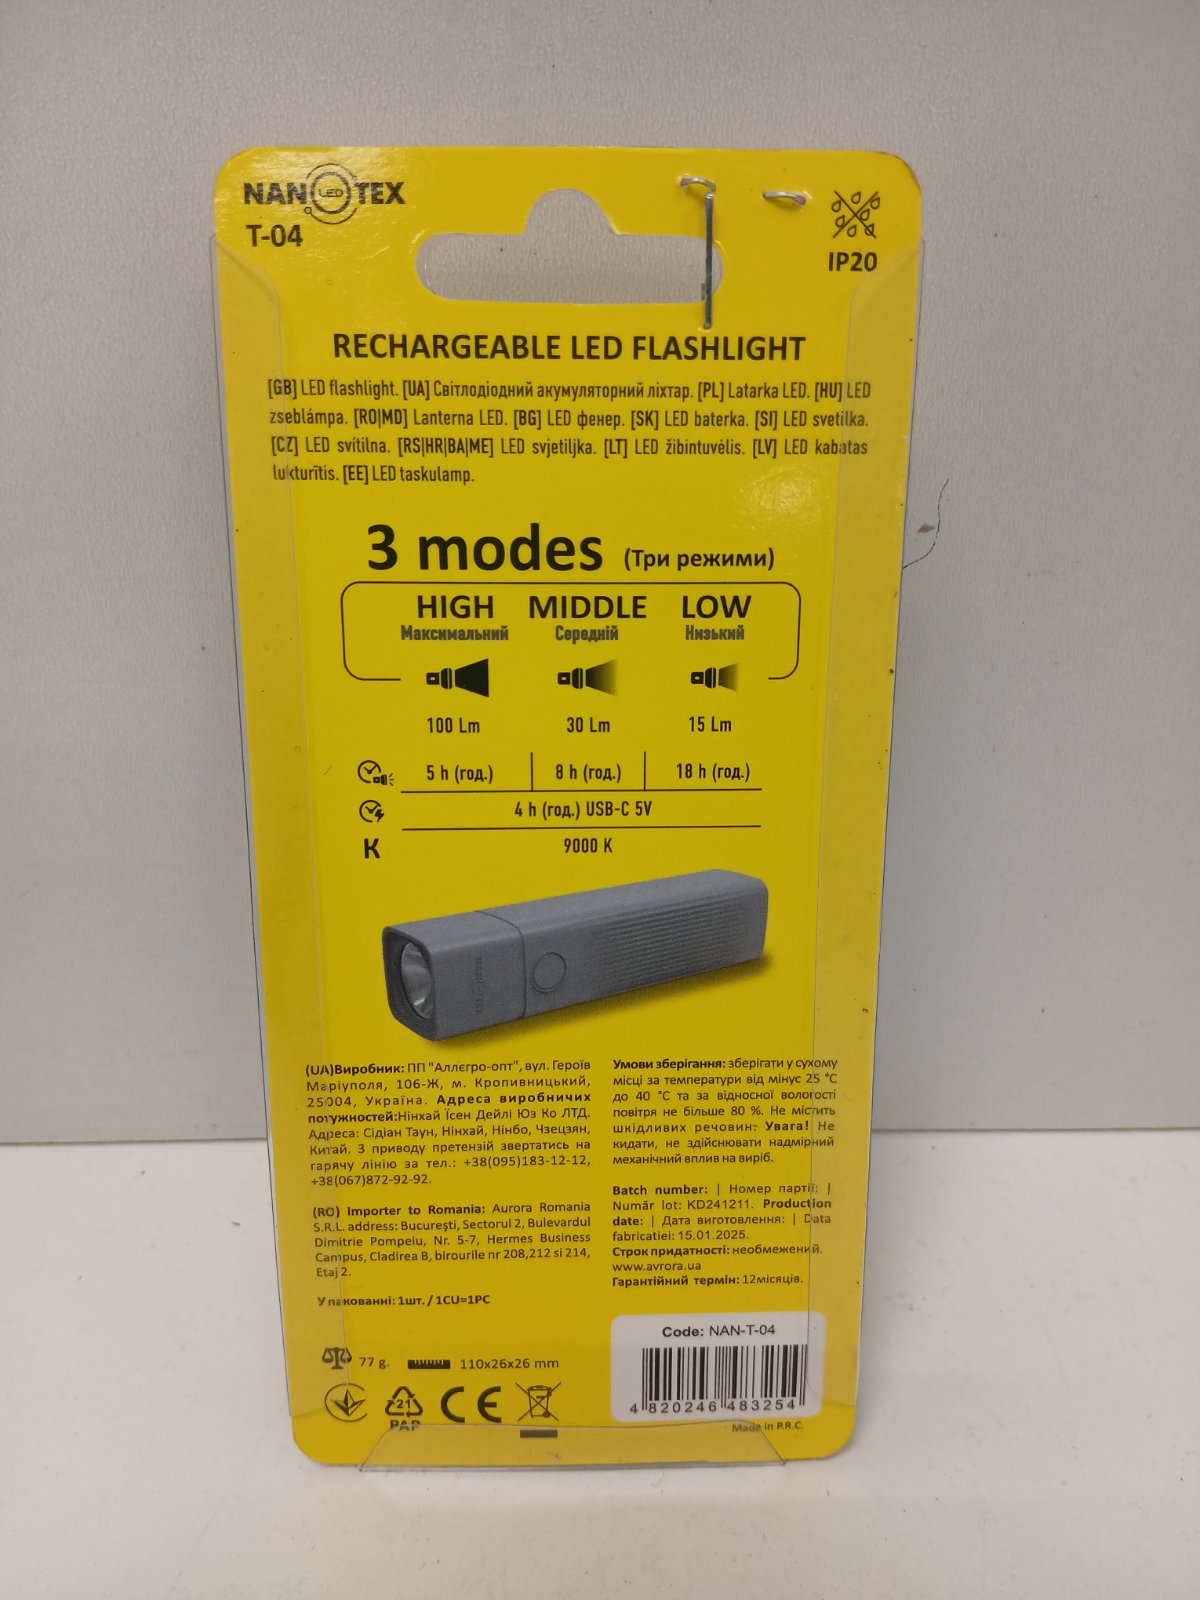 NAN LED TEX
T-04
IP20
RECHARGEABLE LED FLASHLIGHT
[GB] LED flashlight. [UA] Світлодіодний акумуляторний ліхтар. [PL] Latarka LED. [HU] LED
zseblámpa. [RO|MD] Lanterna LED. [BG] LED фенер. [SK] LED baterka. [SI] LED svetilka.
[CZ] LED svítilna. [RS|HR|BA|ME] LED svjetiljka. [LT] LED žibintuvėlis. [LV] LED kabatas
lukturītis. [EE] LED taskulamp.
3 modes (Три режими)
HIGH MIDDLE LOW
Максимальний Середній Низький
100 Lm 30 Lm 15 Lm
5 h (год.) 8 h (год.) 18 h (год.)
4 h (год.) USB-C 5V
K 9000 K
(UA)Виробник: ПП "Аллєгро-опт", вул. Героїв
Маріуполя, 106-Ж, м. Кропивницький,
25004, Україна. Адреса виробничих
потужностей:Нінхай Їсен Дейлі Юз Ко ЛТД.
Адреса: Сідіан Таун, Нінхай, Нінбо, Чзецзян,
Китай. З приводу претензій звертатись на
гарячу лінію за тел.: +38(095)183-12-12,
+38(067)872-92-92.
(RO) Importer to Romania: Aurora Romania
S.R.L. address: Bucureşti, Sectorul 2, Bulevardul
Dimitrie Pompeiu, Nr. 5-7, Hermes Business
Campus, Cladirea B, birourile nr 208,212 si 214,
Etaj 2.
Упакованні: 1шт. / 1CU=1PC
Умови зберігання: зберігати у сухому
місці за температури від мінус 25 °С
до 40 °С та за відносної вологості
повітря не більше 80 %. Не містить
шкідливих речовин. Увага! Не
кидати, не здійснювати надмірний
механічний вплив на виріб.
Batch number: | Номер партії: |
Număr lot: KD241211. Production
date: | Дата виготовлення: | Data
fabricatiei: 15.01.2025.
Строк придатності: необмежений.
www.avrora.ua
Гарантійний термін: 12місяців.
77 g. 110x26x26 mm
21
PAP
CE
Code: NAN-T-04
4 820246 483254
Made in P.R.C.